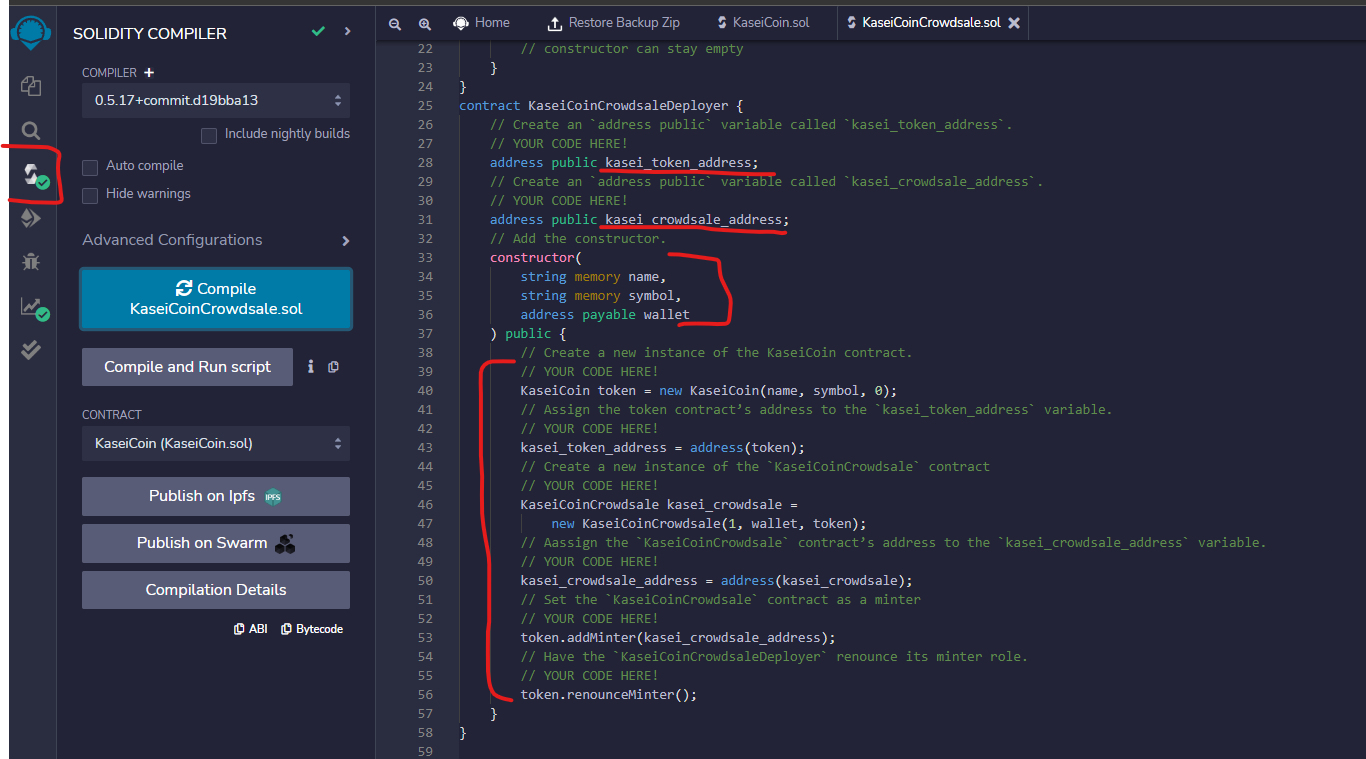 SOLIDITY COMPILER
COMPILER
0.5.17+commit.d19bba13
Include nightly builds
Auto compile
Hide warnings
Advanced Configurations
Compile
KaseiCoinCrowdsale.sol
Compile and Run script
CONTRACT
KaseiCoin (KaseiCoin.sol)
Publish on Ipfs IPFS
Publish on Swarm
Compilation Details
ABI Bytecode
Home Restore Backup Zip KaseiCoin.sol KaseiCoinCrowdsale.sol
22 // constructor can stay empty
23 }
24 }
25 contract KaseiCoinCrowdsaleDeployer {
26 // Create an `address public` variable called `kasei_token_address`.
27 // YOUR CODE HERE!
28 address public kasei_token_address;
29 // Create an `address public` variable called `kasei_crowdsale_address`.
30 // YOUR CODE HERE!
31 address public kasei_crowdsale_address;
32 // Add the constructor.
33 constructor(
34 string memory name,
35 string memory symbol,
36 address payable wallet
37 ) public {
38 // Create a new instance of the KaseiCoin contract.
39 // YOUR CODE HERE!
40 KaseiCoin token = new KaseiCoin(name, symbol, 0);
41 // Assign the token contract’s address to the `kasei_token_address` variable.
42 // YOUR CODE HERE!
43 kasei_token_address = address(token);
44 // Create a new instance of the `KaseiCoinCrowdsale` contract
45 // YOUR CODE HERE!
46 KaseiCoinCrowdsale kasei_crowdsale =
47 new KaseiCoinCrowdsale(1, wallet, token);
48 // Aassign the `KaseiCoinCrowdsale` contract’s address to the `kasei_crowdsale_address` variable.
49 // YOUR CODE HERE!
50 kasei_crowdsale_address = address(kasei_crowdsale);
51 // Set the `KaseiCoinCrowdsale` contract as a minter
52 // YOUR CODE HERE!
53 token.addMinter(kasei_crowdsale_address);
54 // Have the `KaseiCoinCrowdsaleDeployer` renounce its minter role.
55 // YOUR CODE HERE!
56 token.renounceMinter();
57 }
58 }
59